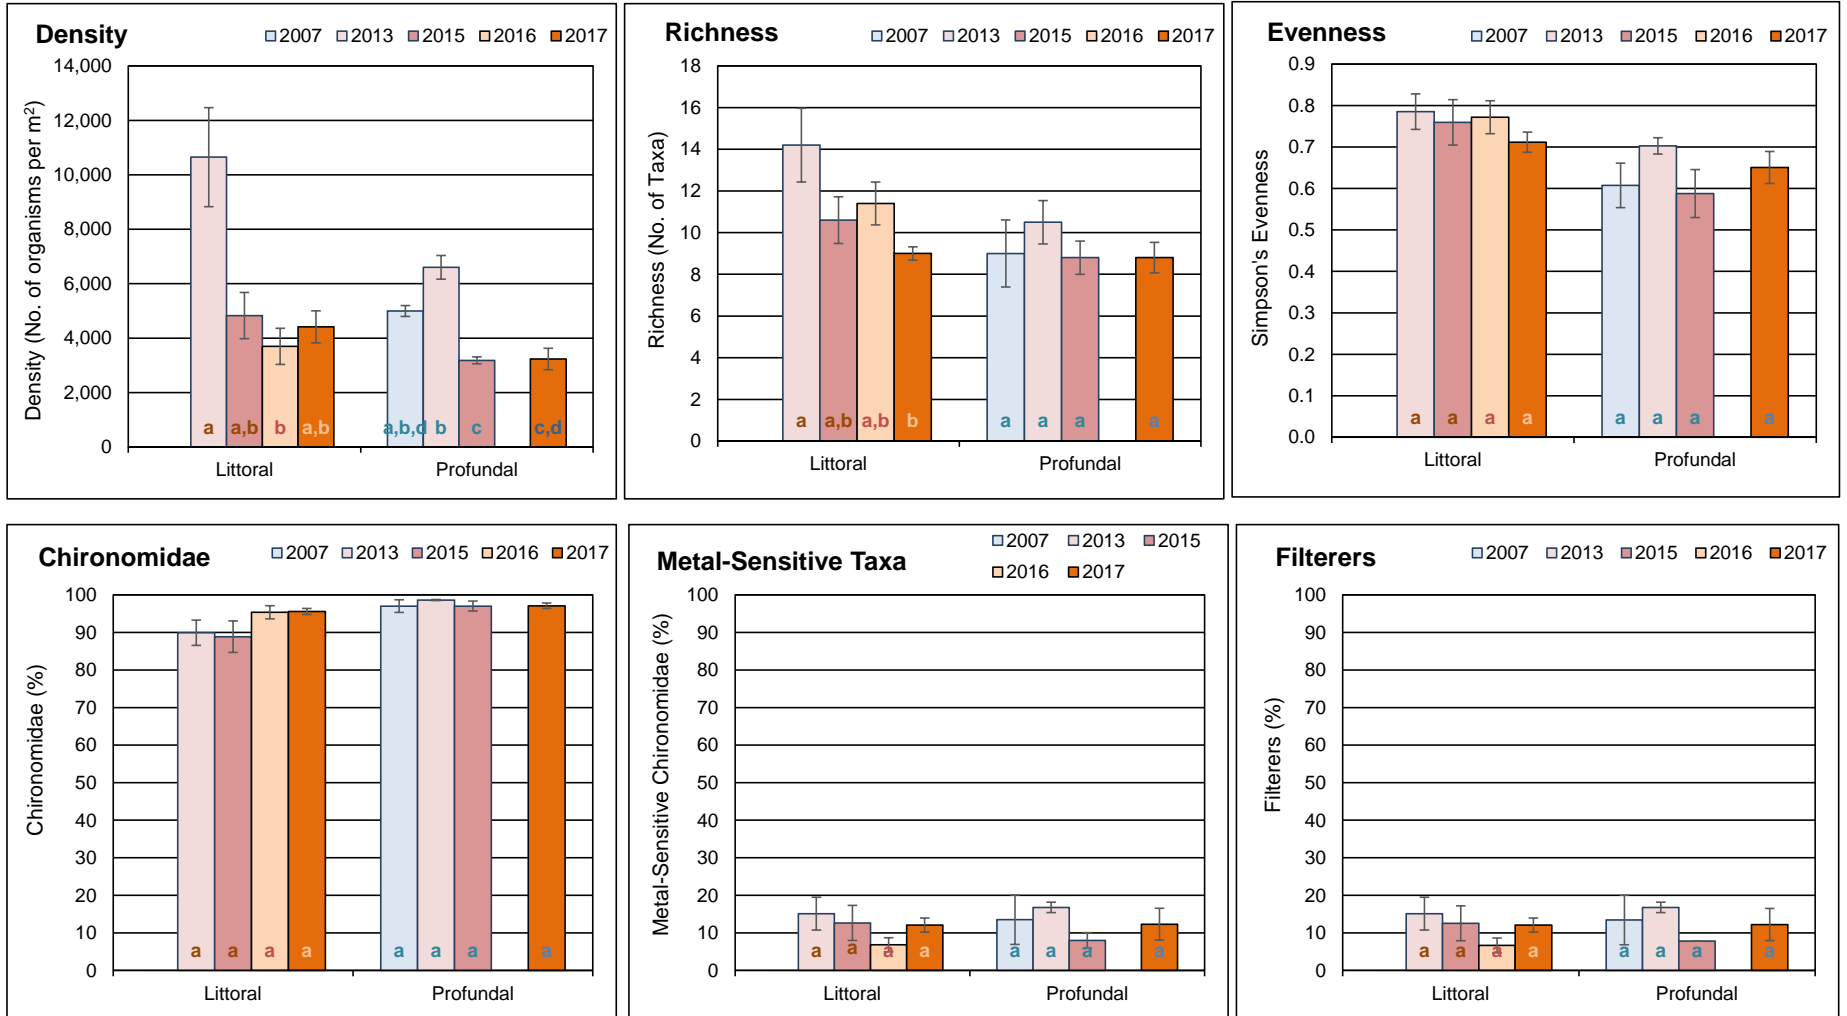 Density
2007 2013 2015 2016 2017
Density (No. of organisms per m²)
14,000
12,000
10,000
8,000
6,000
4,000
2,000
0
a a,b b a,b a,b,d b c c,d
Littoral Profundal
Richness
2007 2013 2015 2016 2017
Richness (No. of Taxa)
18
16
14
12
10
8
6
4
2
0
a a,b a,b b a a a a
Littoral Profundal
Evenness
2007 2013 2015 2016 2017
Simpson's Evenness
0.9
0.8
0.7
0.6
0.5
0.4
0.3
0.2
0.1
0.0
a a a a a a a a
Littoral Profundal
Chironomidae
2007 2013 2015 2016 2017
Chironomidae (%)
100
90
80
70
60
50
40
30
20
10
0
a a a a a a a a
Littoral Profundal
Metal-Sensitive Taxa
2007 2013 2015
2016 2017
Metal-Sensitive Chironomidae (%)
100
90
80
70
60
50
40
30
20
10
0
a a a a a a a a
Littoral Profundal
Filterers
2007 2013 2015 2016 2017
Filterers (%)
100
90
80
70
60
50
40
30
20
10
0
a a a a a a a a
Littoral Profundal